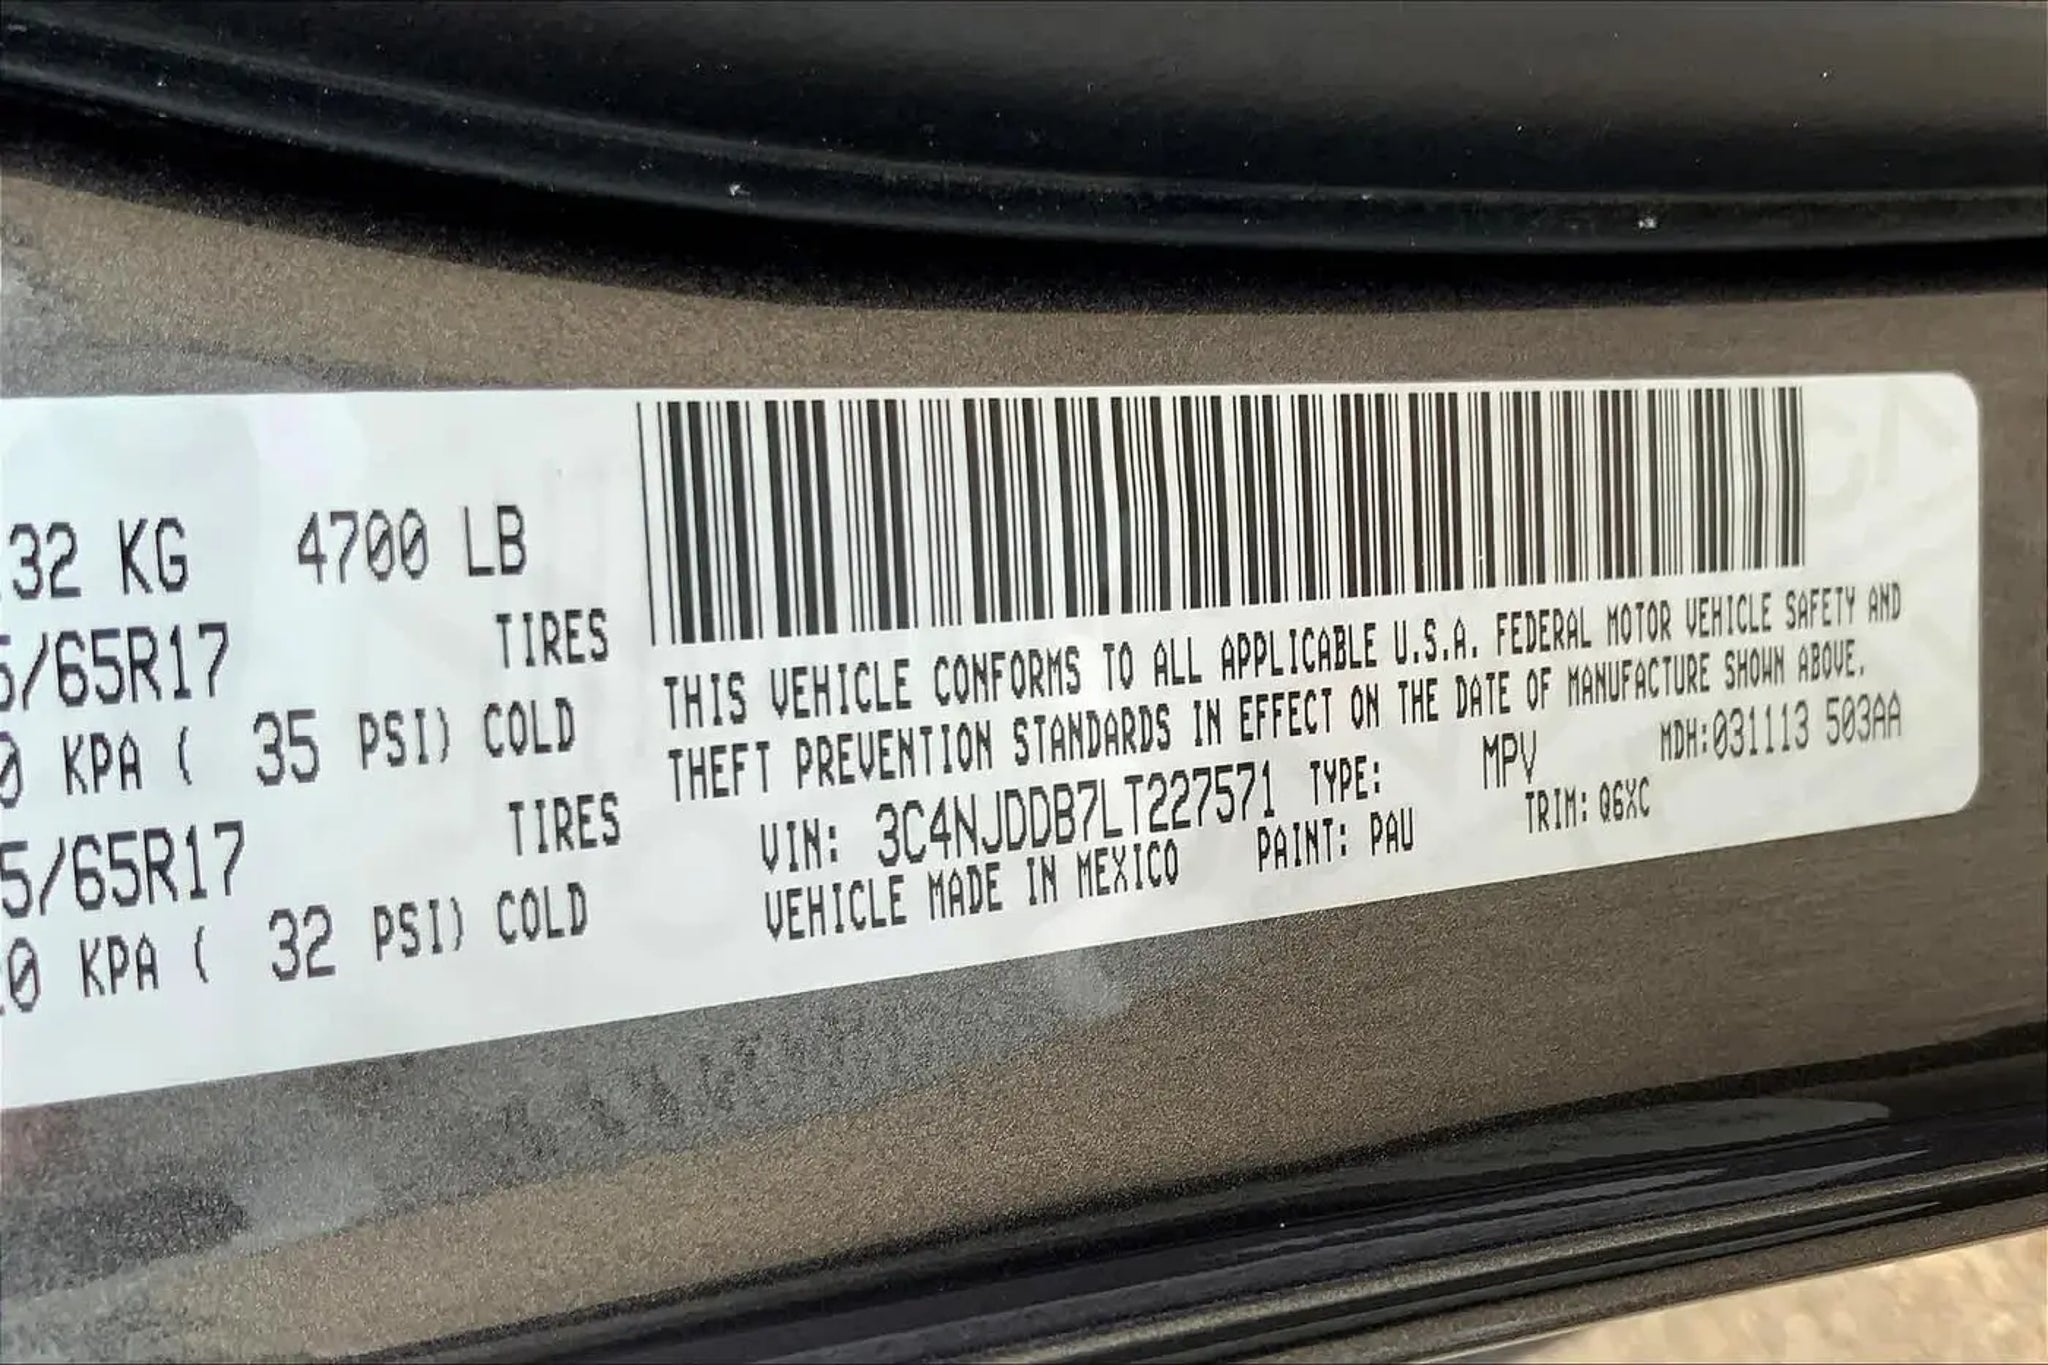 32 KG 4700 LB
5/65R17 TIRES
0 KPA ( 35 PSI) COLD
5/65R17 TIRES
0 KPA ( 32 PSI) COLD
THIS VEHICLE CONFORMS TO ALL APPLICABLE U.S.A. FEDERAL MOTOR VEHICLE SAFETY AND
THEFT PREVENTION STANDARDS IN EFFECT ON THE DATE OF MANUFACTURE SHOWN ABOVE.
VIN: 3C4NJDDB7LT227571 TYPE: MPV MDH:031113 503AA
VEHICLE MADE IN MEXICO PAINT: PAU TRIM: Q6XC